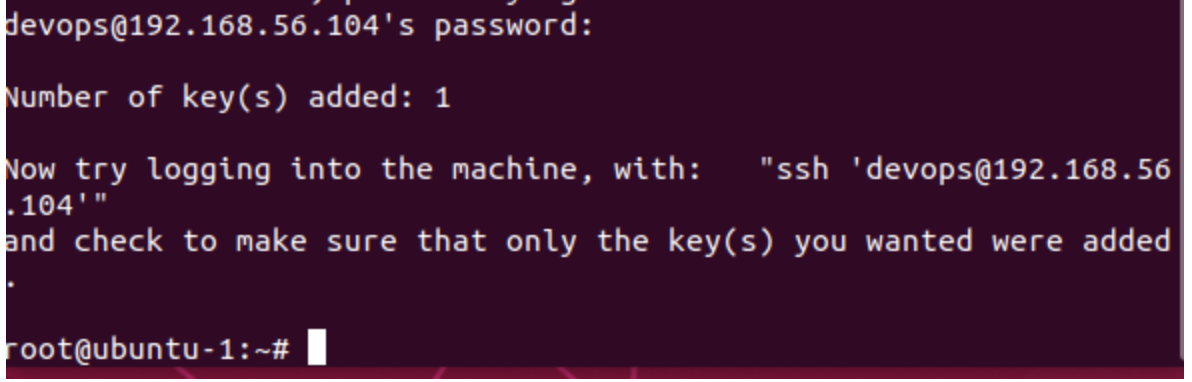 devops@192.168.56.104's password:
Number of key(s) added: 1
Now try logging into the machine, with:   "ssh 'devops@192.168.56
.104'"
and check to make sure that only the key(s) you wanted were added
.
root@ubuntu-1:~#